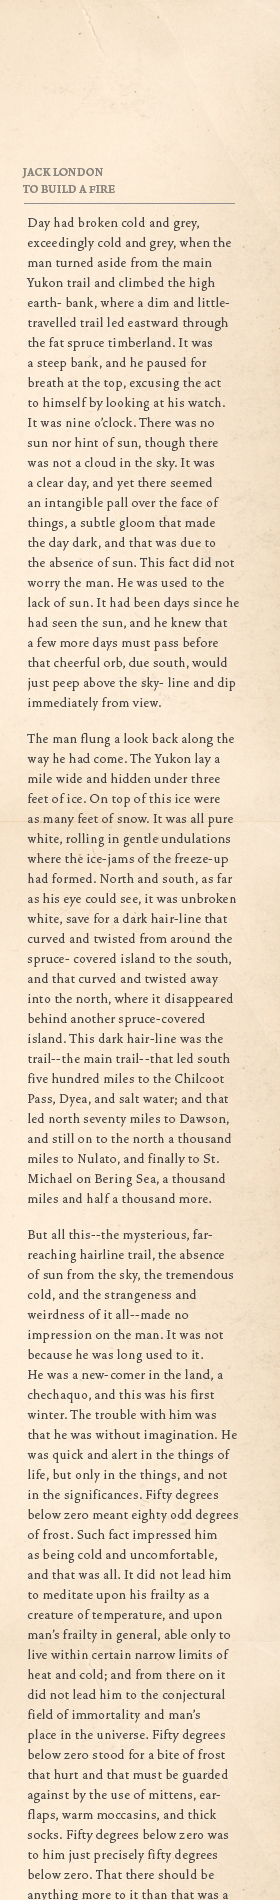 JACK LONDON
TO BUILD A FIRE
Day had broken cold and grey,
exceedingly cold and grey, when the
man turned aside from the main
Yukon trail and climbed the high
earth- bank, where a dim and little-
travelled trail led eastward through
the fat spruce timberland. It was
a steep bank, and he paused for
breath at the top, excusing the act
to himself by looking at his watch.
It was nine o'clock. There was no
sun nor hint of sun, though there
was not a cloud in the sky. It was
a clear day, and yet there seemed
an intangible pall over the face of
things, a subtle gloom that made
the day dark, and that was due to
the absence of sun. This fact did not
worry the man. He was used to the
lack of sun. It had been days since he
had seen the sun, and he knew that
a few more days must pass before
that cheerful orb, due south, would
just peep above the sky- line and dip
immediately from view.
The man flung a look back along the
way he had come. The Yukon lay a
mile wide and hidden under three
feet of ice. On top of this ice were
as many feet of snow. It was all pure
white, rolling in gentle undulations
where the ice-jams of the freeze-up
had formed. North and south, as far
as his eye could see, it was unbroken
white, save for a dark hair-line that
curved and twisted from around the
spruce- covered island to the south,
and that curved and twisted away
into the north, where it disappeared
behind another spruce-covered
island. This dark hair-line was the
trail--the main trail--that led south
five hundred miles to the Chilcoot
Pass, Dyea, and salt water; and that
led north seventy miles to Dawson,
and still on to the north a thousand
miles to Nulato, and finally to St.
Michael on Bering Sea, a thousand
miles and half a thousand more.
But all this--the mysterious, far-
reaching hairline trail, the absence
of sun from the sky, the tremendous
cold, and the strangeness and
weirdness of it all--made no
impression on the man. It was not
because he was long used to it.
He was a new-comer in the land, a
chechaquo, and this was his first
winter. The trouble with him was
that he was without imagination. He
was quick and alert in the things of
life, but only in the things, and not
in the significances. Fifty degrees
below zero meant eighty odd degrees
of frost. Such fact impressed him
as being cold and uncomfortable,
and that was all. It did not lead him
to meditate upon his frailty as a
creature of temperature, and upon
man's frailty in general, able only to
live within certain narrow limits of
heat and cold; and from there on it
did not lead him to the conjectural
field of immortality and man's
place in the universe. Fifty degrees
below zero stood for a bite of frost
that hurt and that must be guarded
against by the use of mittens, ear-
flaps, warm moccasins, and thick
socks. Fifty degrees below zero was
to him just precisely fifty degrees
below zero. That there should be
anything more to it than that was a